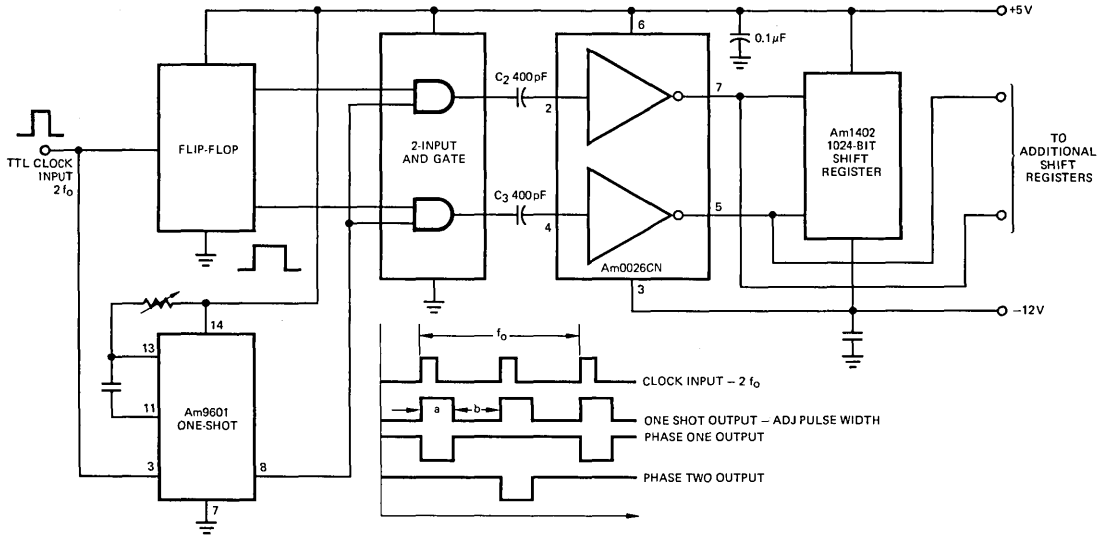 +5V
6
0.1µF
C2 400pF
7
2
FLIP-FLOP
2-INPUT
AND GATE
Am1402
1024-BIT
SHIFT
REGISTER
TO
ADDITIONAL
SHIFT
REGISTERS
TTL CLOCK
INPUT
2 fo
C3 400pF
5
4
Am0026CN
3
-12V
14
13
11
Am9601
ONE-SHOT
3
8
7
fo
CLOCK INPUT – 2 fo
a
b
ONE SHOT OUTPUT – ADJ PULSE WIDTH
PHASE ONE OUTPUT
PHASE TWO OUTPUT